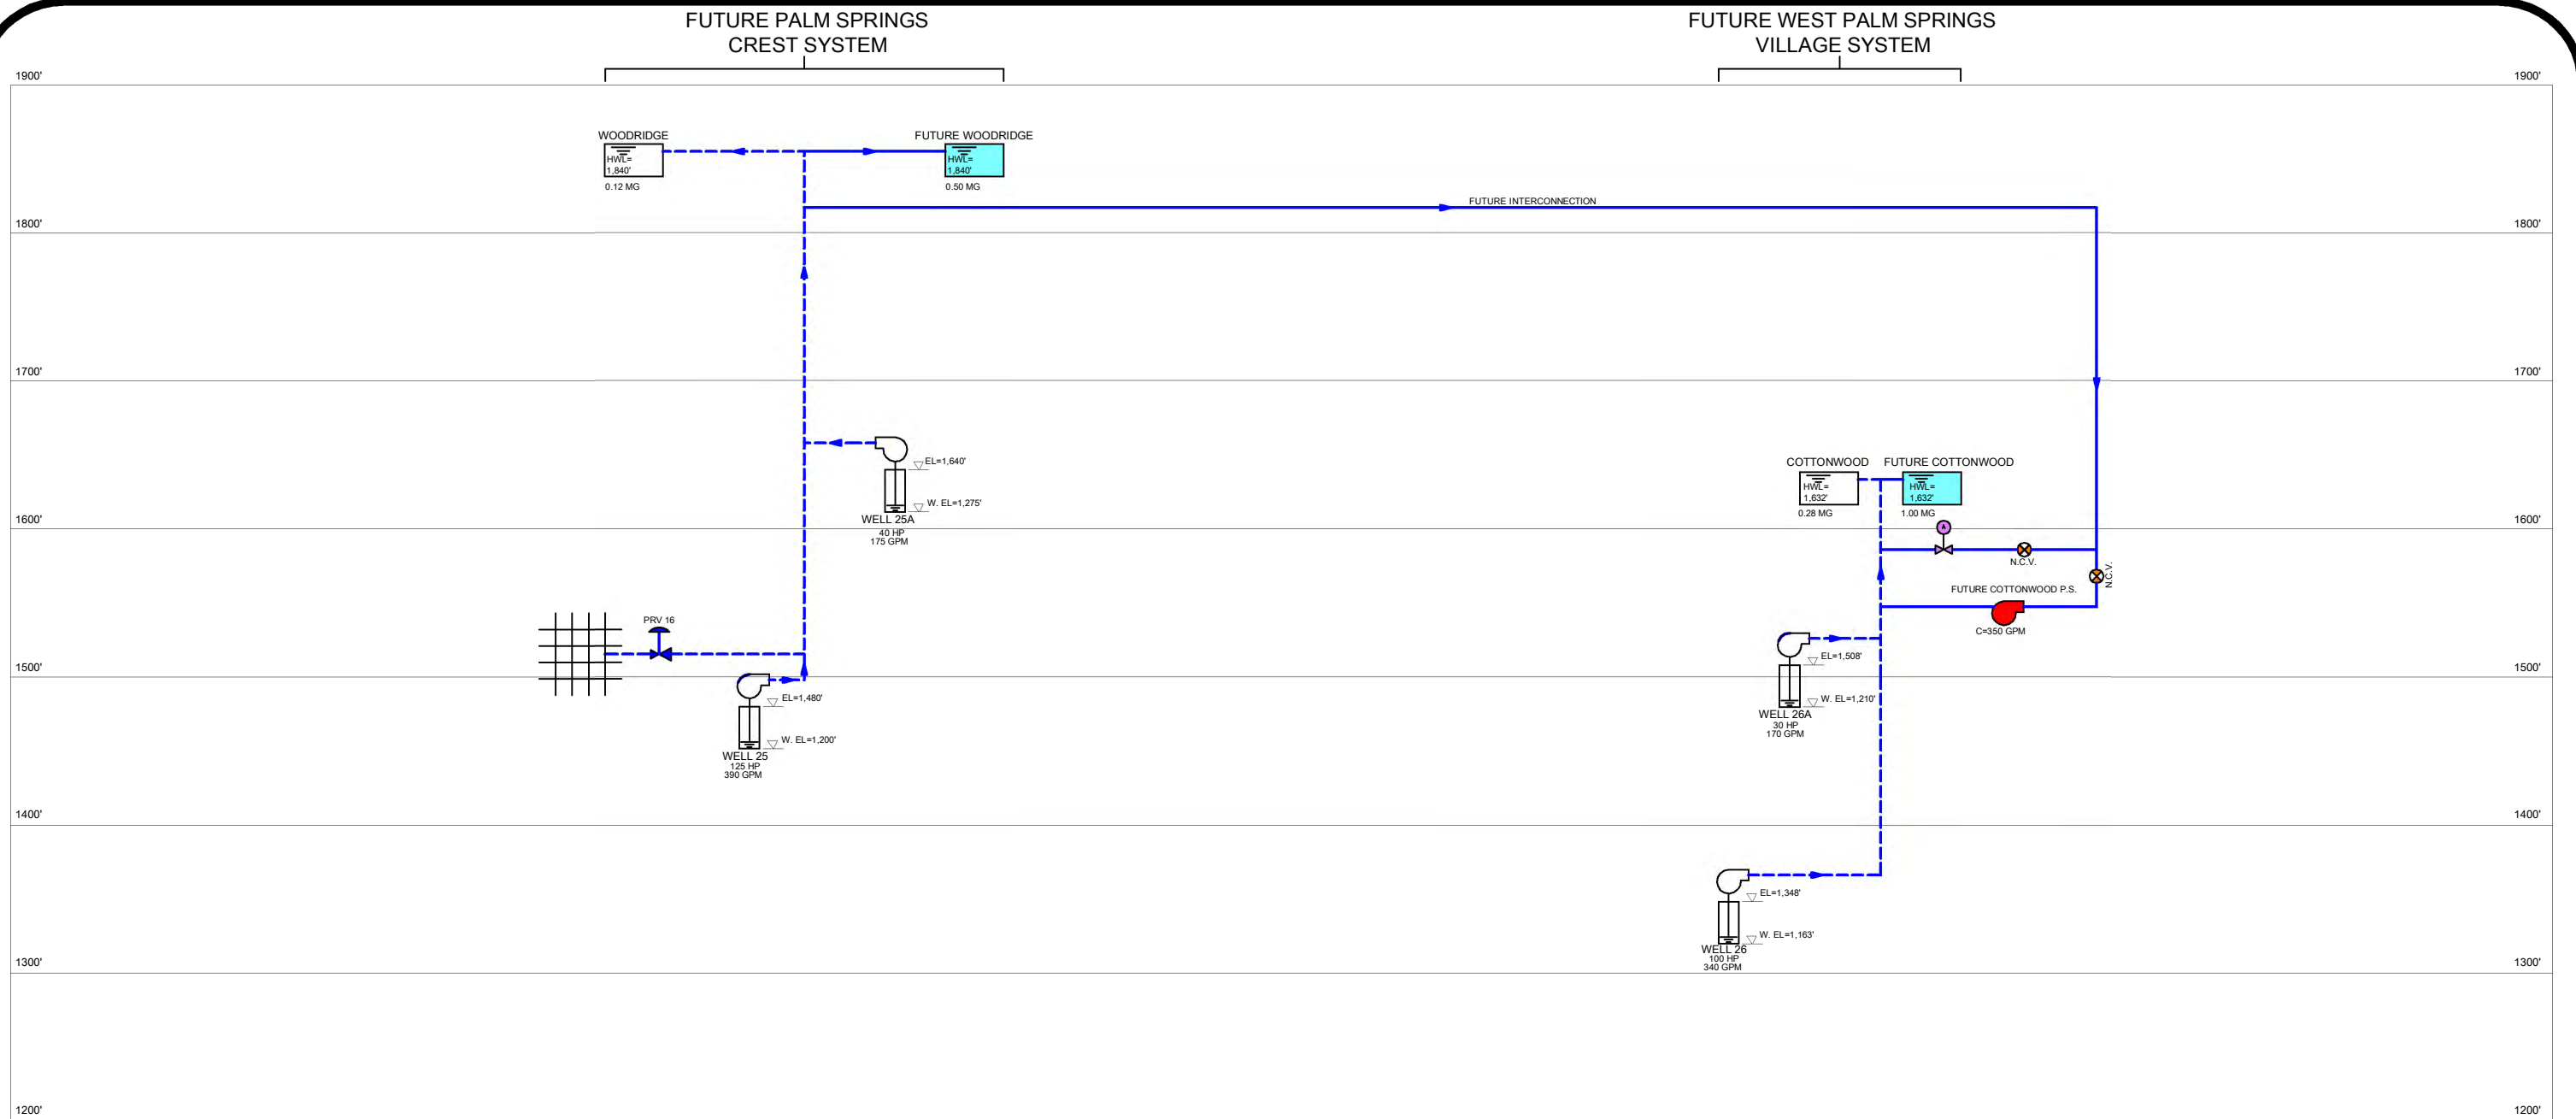 FUTURE PALM SPRINGS
CREST SYSTEM
FUTURE WEST PALM SPRINGS
VILLAGE SYSTEM
1900'
1900'
WOODRIDGE
HWL=
1,840'
0.12 MG
FUTURE WOODRIDGE
HWL=
1,840'
0.50 MG
FUTURE INTERCONNECTION
1800'
1800'
1700'
1700'
EL=1,640'
W. EL=1,275'
WELL 25A
40 HP
175 GPM
COTTONWOOD
HWL=
1,632'
0.28 MG
FUTURE COTTONWOOD
HWL=
1,632'
1.00 MG
1600'
1600'
A
N.C.V.
N.C.V.
FUTURE COTTONWOOD P.S.
C=350 GPM
PRV 16
1500'
1500'
EL=1,480'
W. EL=1,200'
WELL 25
125 HP
390 GPM
EL=1,508'
W. EL=1,210'
WELL 26A
30 HP
170 GPM
1400'
1400'
EL=1,348'
W. EL=1,163'
WELL 26
100 HP
340 GPM
1300'
1300'
1200'
1200'